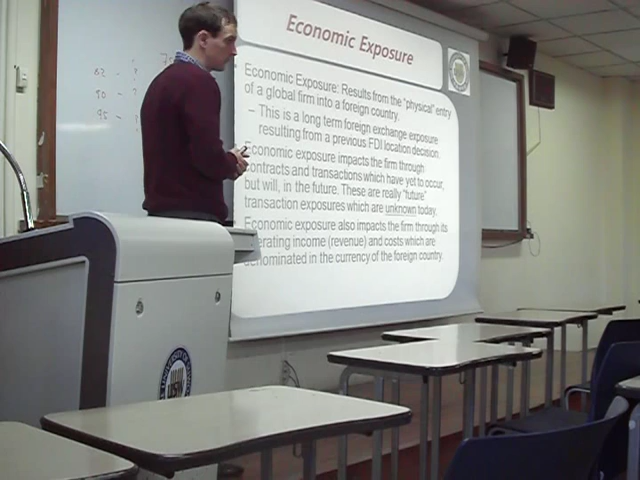 Economic Exposure
Economic Exposure: Results from the "physical" entry
of a global firm into a foreign country.
– This is a long term foreign exchange exposure
resulting from a previous FDI location decision.
Economic exposure impacts the firm through
contracts and transactions which have yet to occur,
but will, in the future. These are really "future"
transaction exposures which are unknown today.
Economic exposure also impacts the firm through its
operating income (revenue) and costs which are
denominated in the currency of the foreign country.